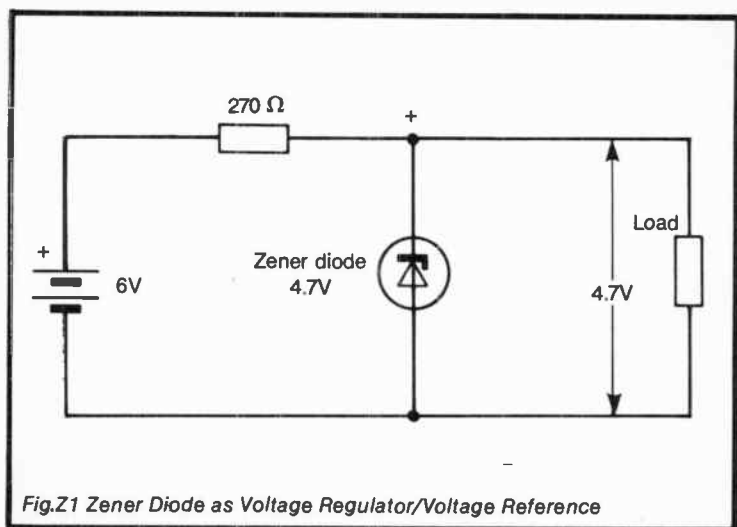 270 Ω
+
Load
+
Zener diode
4.7V
6V
4.7V
Fig.Z1 Zener Diode as Voltage Regulator/Voltage Reference